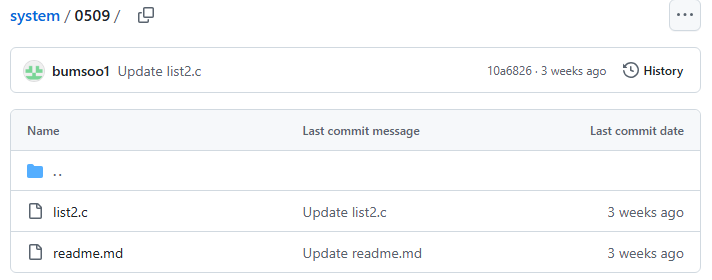 system / 0509 /
bumsoo1 Update list2.c 10a6826 · 3 weeks ago History
Name Last commit message Last commit date
..
list2.c Update list2.c 3 weeks ago
readme.md Update readme.md 3 weeks ago